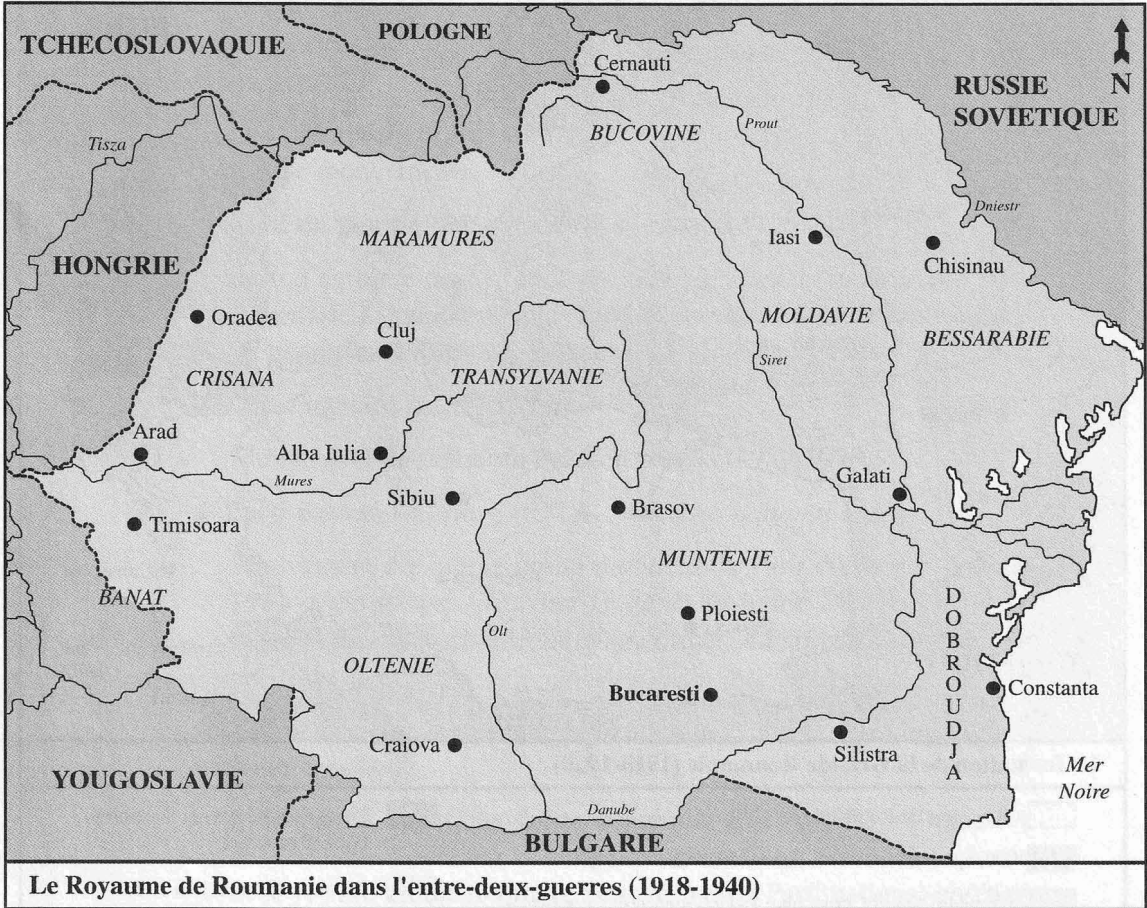 TCHECOSLOVAQUIE
POLOGNE
Cernauti
N
RUSSIE
SOVIETIQUE
BUCOVINE
Prout
Tisza
Dniestr
MARAMURES
Iasi
Chisinau
HONGRIE
Oradea
Cluj
MOLDAVIE
BESSARABIE
Siret
CRISANA
TRANSYLVANIE
Arad
Alba Iulia
Mures
Sibiu
Galati
Brasov
Timisoara
MUNTENIE
BANAT
DOBROUDJA
Ploiesti
Olt
OLTENIE
Bucaresti
Constanta
Craiova
Silistra
YOUGOSLAVIE
Mer
Noire
Danube
BULGARIE
Le Royaume de Roumanie dans l'entre-deux-guerres (1918-1940)